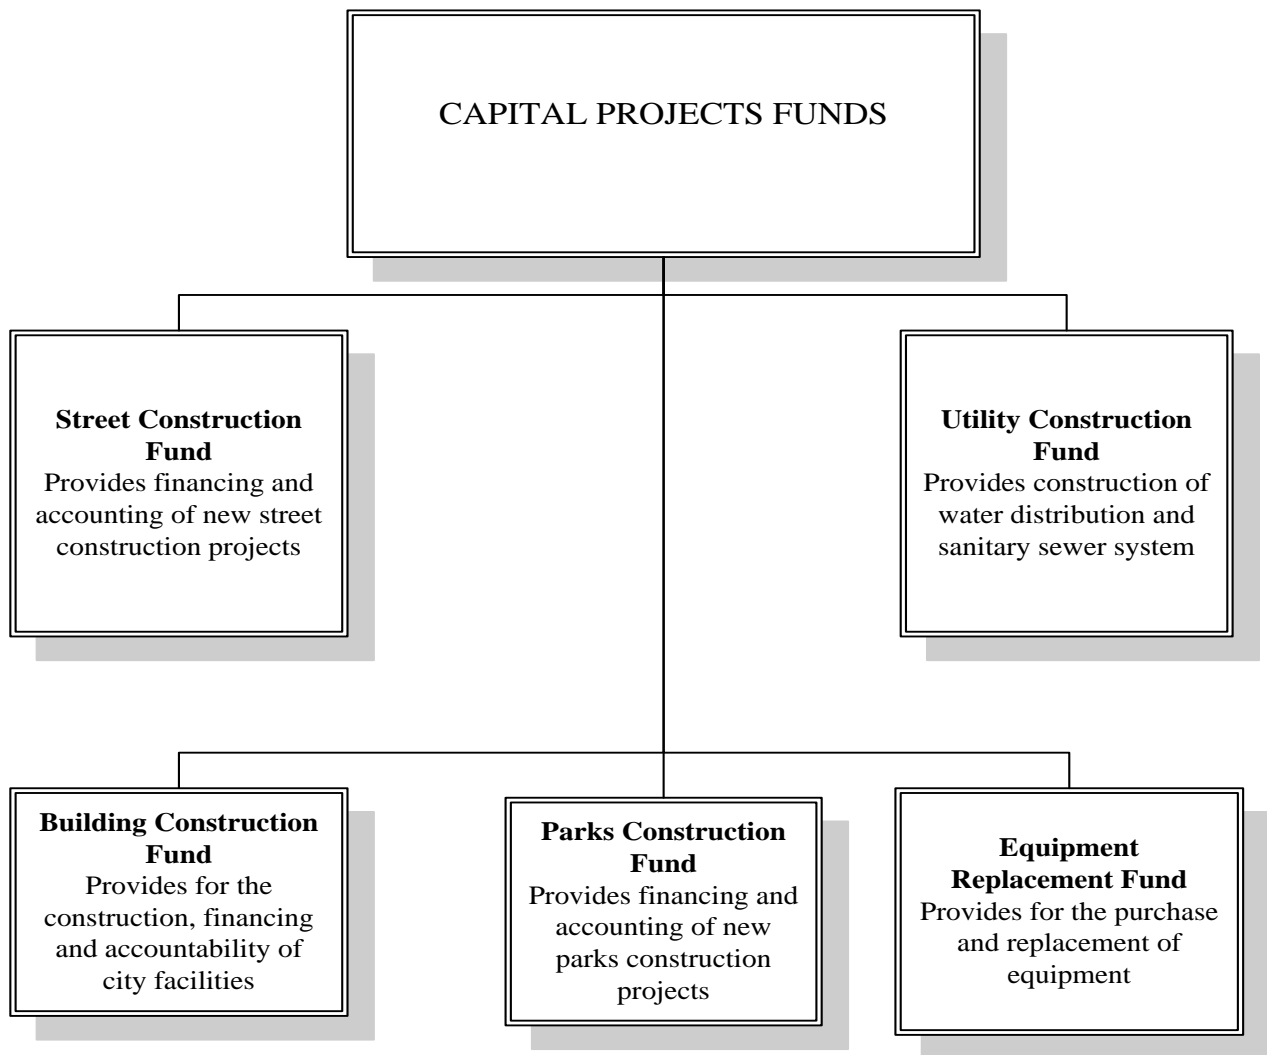 CAPITAL PROJECTS FUNDS
Street Construction
Fund
Provides financing and
accounting of new street
construction projects
Utility Construction
Fund
Provides construction of
water distribution and
sanitary sewer system
Building Construction
Fund
Provides for the
construction, financing
and accountability of
city facilities
Parks Construction
Fund
Provides financing and
accounting of new
parks construction
projects
Equipment
Replacement Fund
Provides for the purchase
and replacement of
equipment